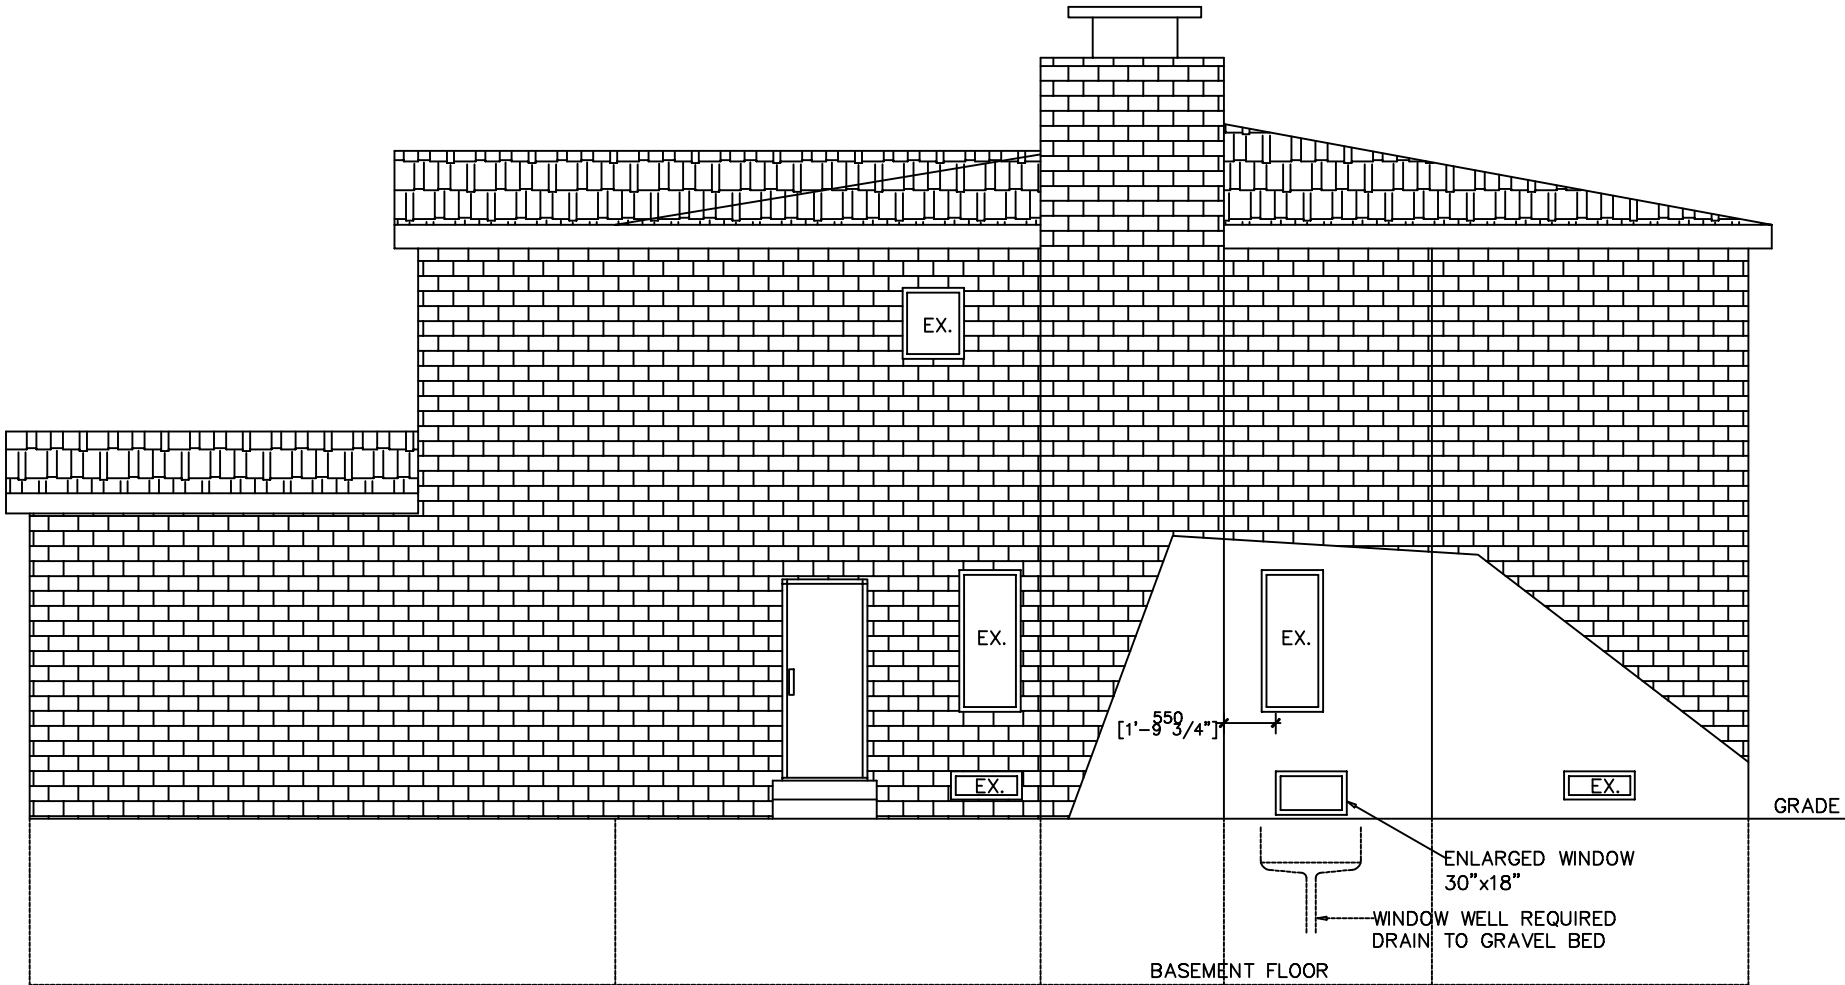 EX.
EX.
EX.
550
[1'-9 3/4"]
EX.
EX.
GRADE
ENLARGED WINDOW
30"x18"
WINDOW WELL REQUIRED
DRAIN TO GRAVEL BED
BASEMENT FLOOR